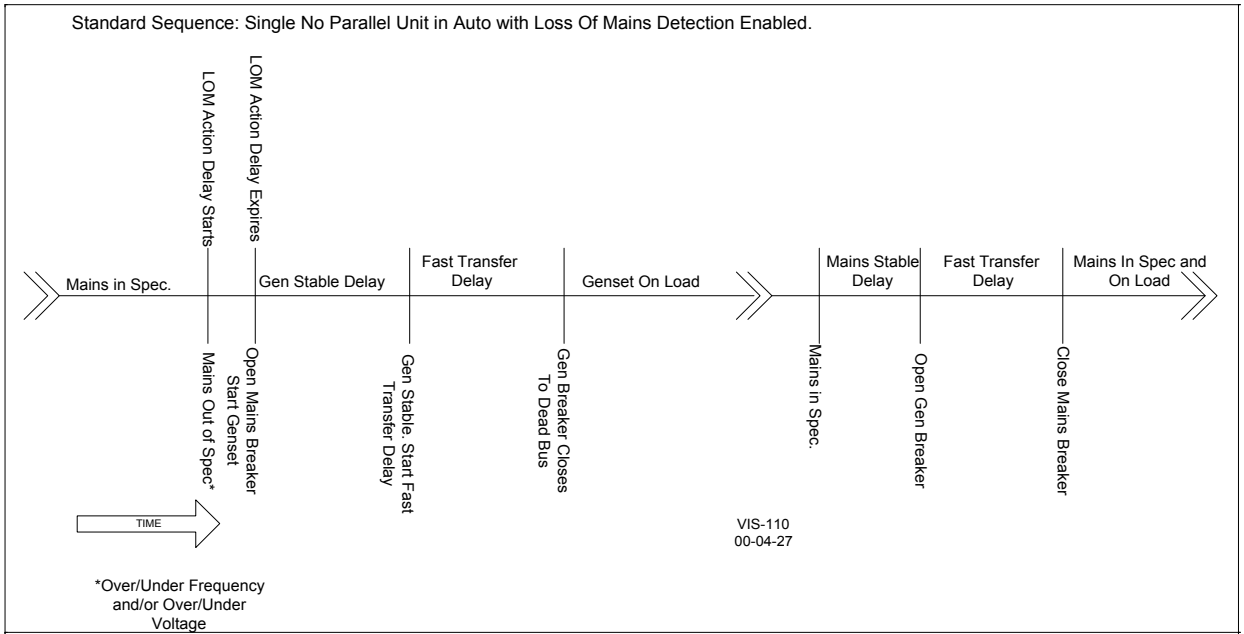 Standard Sequence: Single No Parallel Unit in Auto with Loss Of Mains Detection Enabled.
LOM Action Delay Starts
LOM Action Delay Expires
Mains in Spec.
Gen Stable Delay
Fast Transfer
Delay
Genset On Load
Mains Stable
Delay
Fast Transfer
Delay
Mains In Spec and
On Load
Mains Out of Spec*
Open Mains Breaker
Start Genset
Gen Stable. Start Fast
Transfer Delay
Gen Breaker Closes
To Dead Bus
Mains in Spec.
Open Gen Breaker
Close Mains Breaker
TIME
VIS-110
00-04-27
*Over/Under Frequency
and/or Over/Under
Voltage